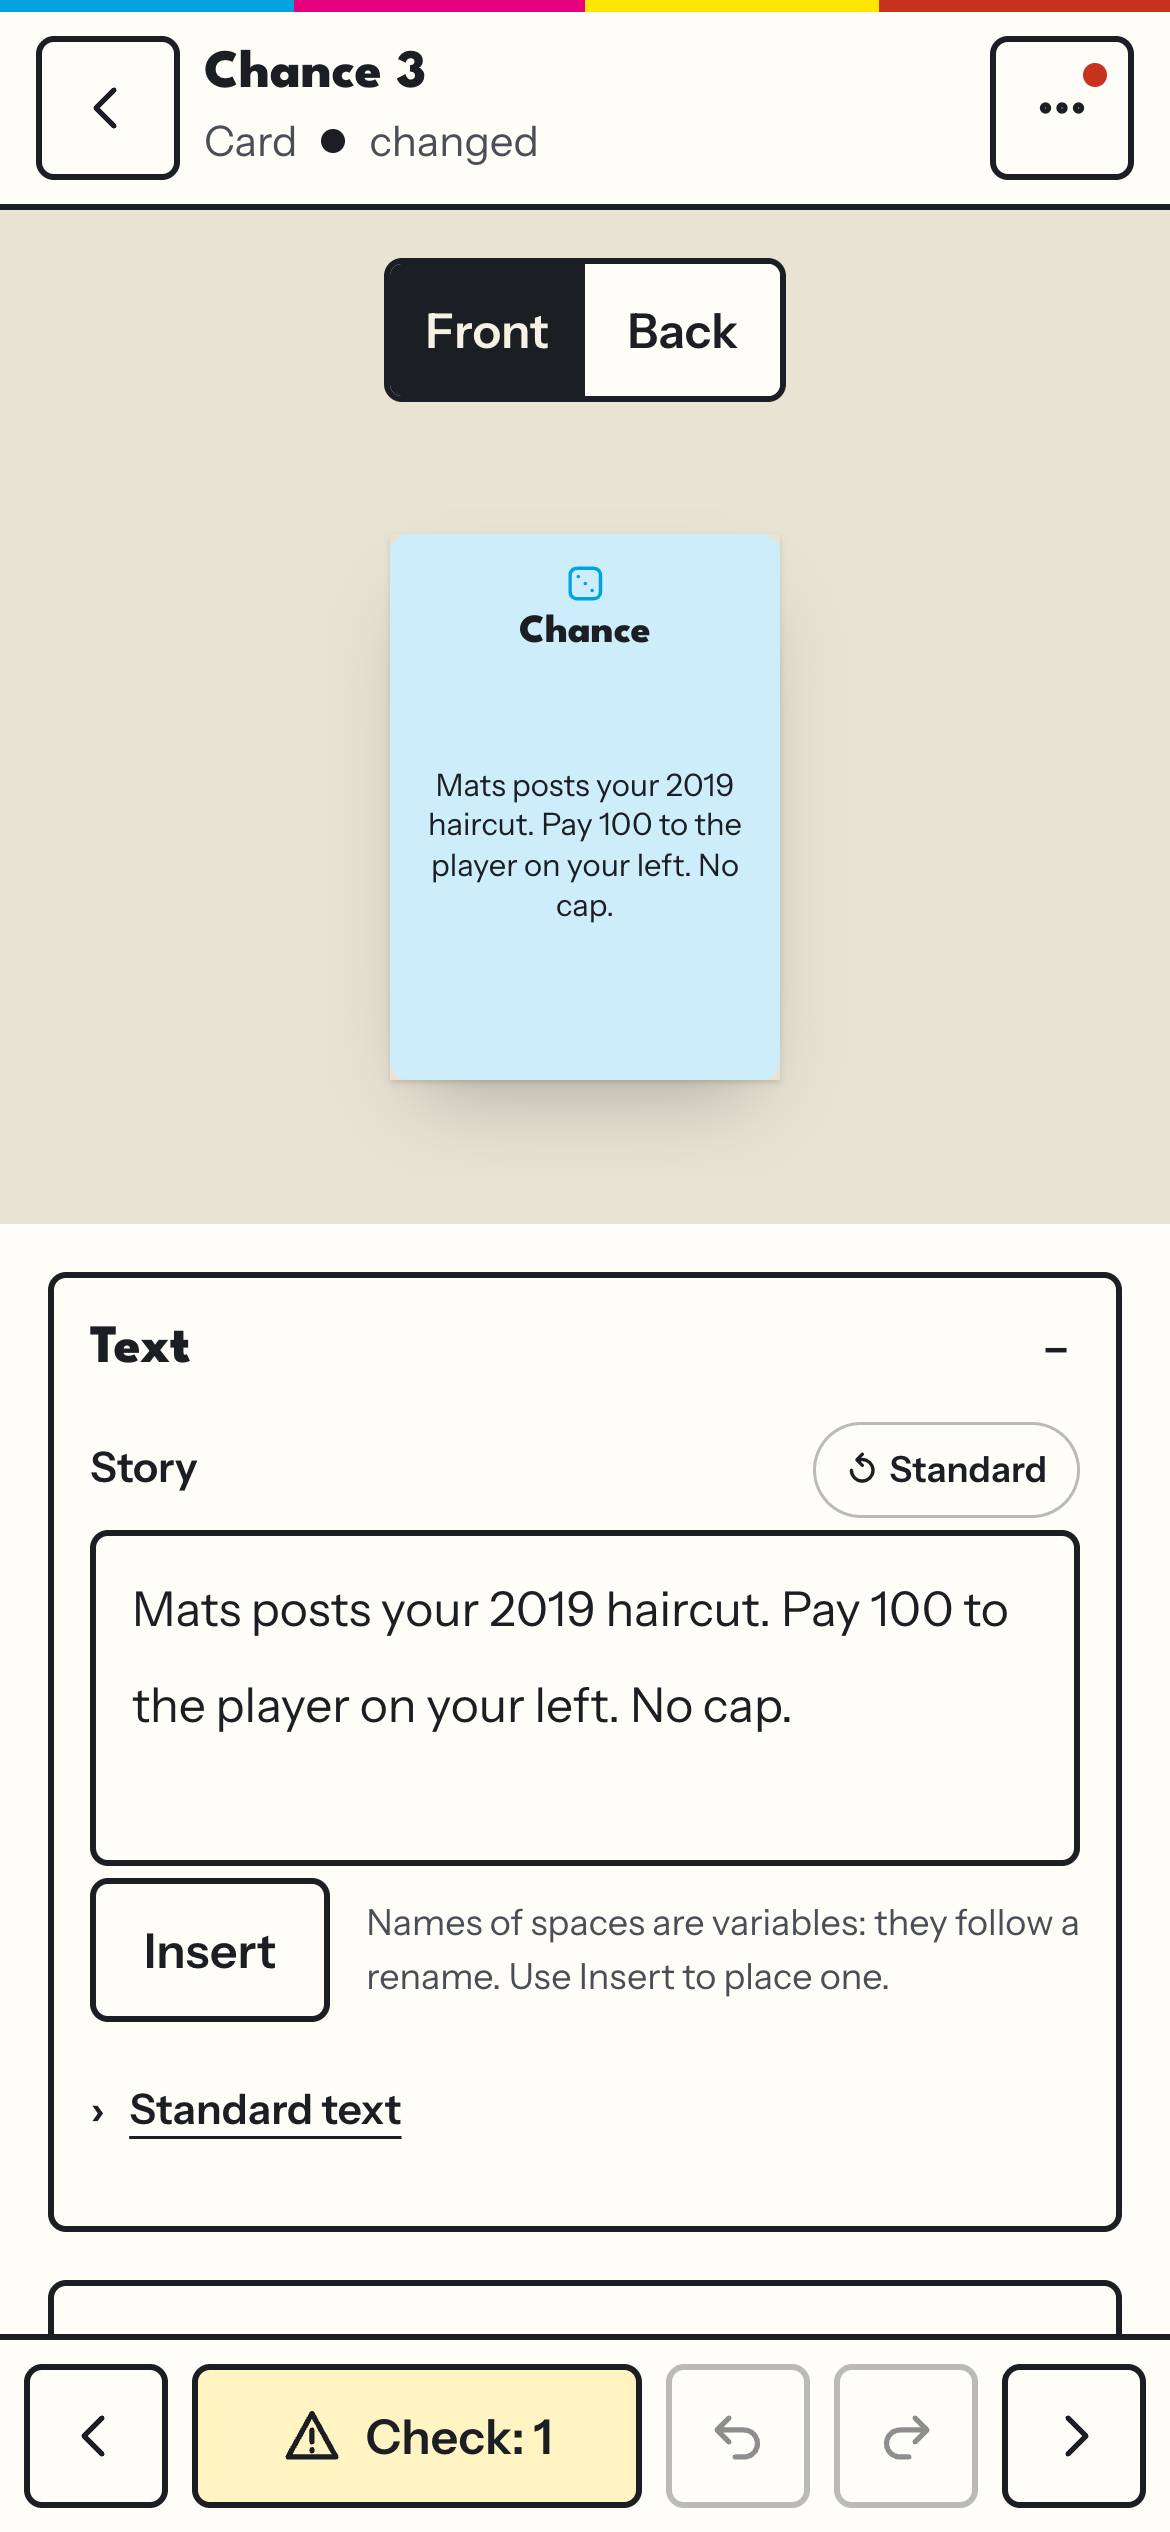 Chance 3
Card ● changed
Front
Back
Chance
Mats posts your 2019
haircut. Pay 100 to the
player on your left. No
cap.
Text
Story
Standard
Mats posts your 2019 haircut. Pay 100 to
the player on your left. No cap.
Insert
Names of spaces are variables: they follow a
rename. Use Insert to place one.
› Standard text
Check: 1